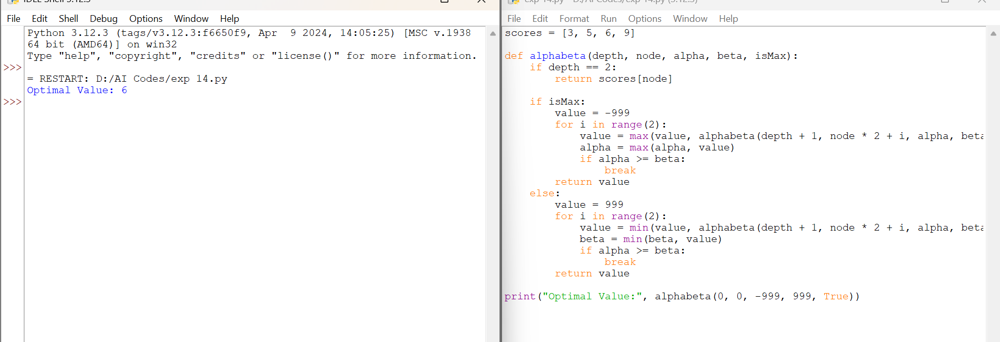 IDLE Shell 3.12.3
File Edit Shell Debug Options Window Help
Python 3.12.3 (tags/v3.12.3:f6650f9, Apr  9 2024, 14:05:25) [MSC v.1938
64 bit (AMD64)] on win32
Type "help", "copyright", "credits" or "license()" for more information.
>>>
= RESTART: D:/AI Codes/exp 14.py
Optimal Value: 6
>>>
exp 14.py - D:/AI Codes/exp 14.py (3.12.3)
File Edit Format Run Options Window Help
scores = [3, 5, 6, 9]
def alphabeta(depth, node, alpha, beta, isMax):
    if depth == 2:
        return scores[node]
    if isMax:
        value = -999
        for i in range(2):
            value = max(value, alphabeta(depth + 1, node * 2 + i, alpha, beta
            alpha = max(alpha, value)
            if alpha >= beta:
                break
        return value
    else:
        value = 999
        for i in range(2):
            value = min(value, alphabeta(depth + 1, node * 2 + i, alpha, beta
            beta = min(beta, value)
            if alpha >= beta:
                break
        return value
print("Optimal Value:", alphabeta(0, 0, -999, 999, True))